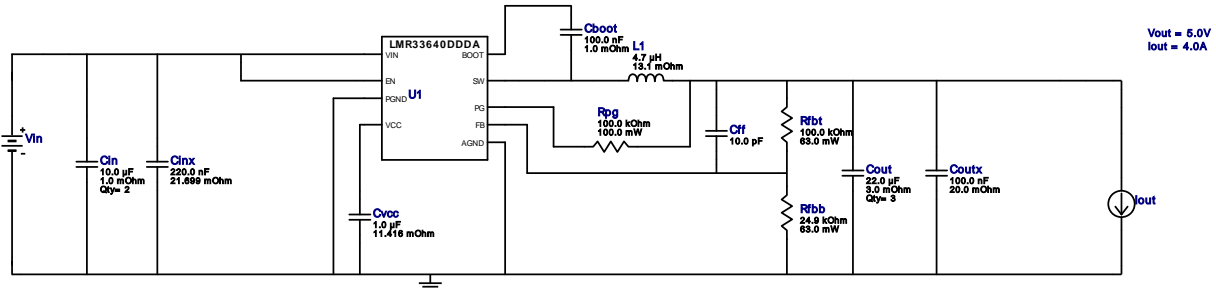 LMR33640DDDA
VIN
EN
PGND
VCC
BOOT
SW
PG
FB
AGND
U1
Cboot
100.0 nF
1.0 mOhm
L1
4.7 µH
13.1 mOhm
Vout = 5.0V
Iout = 4.0A
+
Vin
-
Cin
10.0 µF
1.0 mOhm
Qty= 2
Cinx
220.0 nF
21.699 mOhm
Cvcc
1.0 µF
11.416 mOhm
Rpg
100.0 kOhm
100.0 mW
Cff
10.0 pF
Rfbt
100.0 kOhm
63.0 mW
Rfbb
24.9 kOhm
63.0 mW
Cout
22.0 µF
3.0 mOhm
Qty= 3
Coutx
100.0 nF
20.0 mOhm
Iout